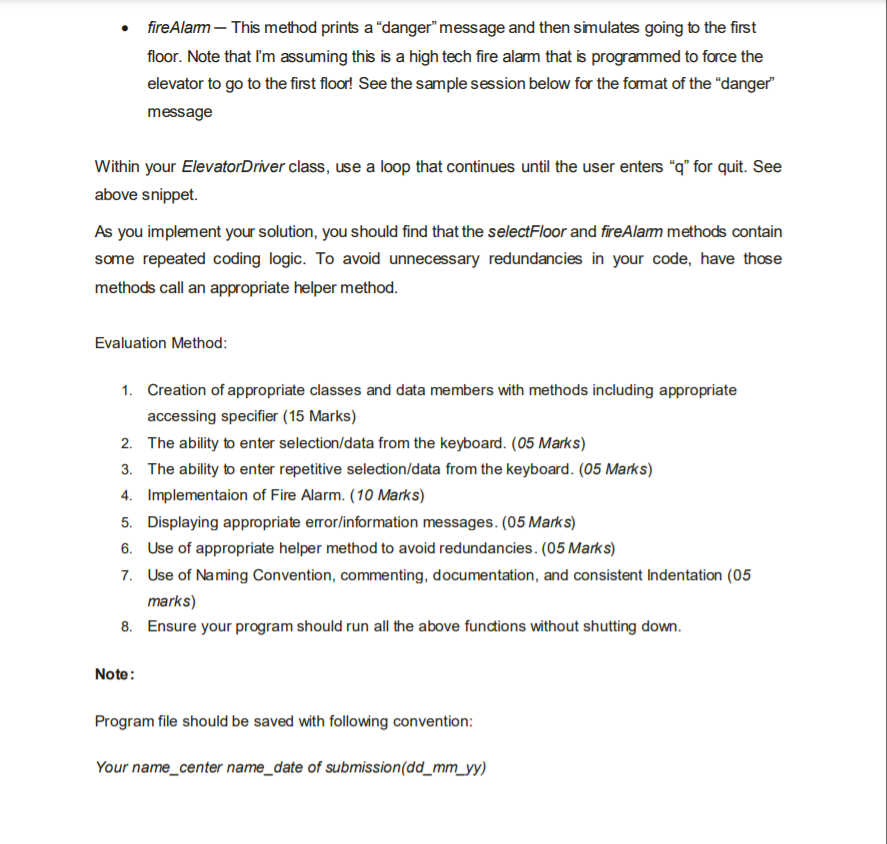 • fireAlarm — This method prints a “danger” message and then simulates going to the first
floor. Note that I’m assuming this is a high tech fire alarm that is programmed to force the
elevator to go to the first floor! See the sample session below for the format of the “danger”
message
Within your ElevatorDriver class, use a loop that continues until the user enters “q” for quit. See
above snippet.
As you implement your solution, you should find that the selectFloor and fireAlarm methods contain
some repeated coding logic. To avoid unnecessary redundancies in your code, have those
methods call an appropriate helper method.
Evaluation Method:
1. Creation of appropriate classes and data members with methods including appropriate
accessing specifier (15 Marks)
2. The ability to enter selection/data from the keyboard. (05 Marks)
3. The ability to enter repetitive selection/data from the keyboard. (05 Marks)
4. Implementaion of Fire Alarm. (10 Marks)
5. Displaying appropriate error/information messages. (05 Marks)
6. Use of appropriate helper method to avoid redundancies. (05 Marks)
7. Use of Naming Convention, commenting, documentation, and consistent Indentation (05
marks)
8. Ensure your program should run all the above functions without shutting down.
Note:
Program file should be saved with following convention:
Your name_center name_date of submission(dd_mm_yy)